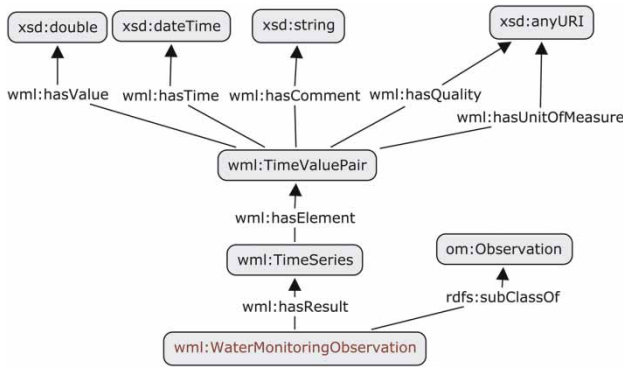 xsd:double
xsd:dateTime
xsd:string
xsd:anyURI
wml:hasValue
wml:hasTime
wml:hasComment
wml:hasQuality
wml:hasUnitOfMeasure
wml:TimeValuePair
wml:hasElement
wml:TimeSeries
om:Observation
wml:hasResult
rdfs:subClassOf
wml:WaterMonitoringObservation